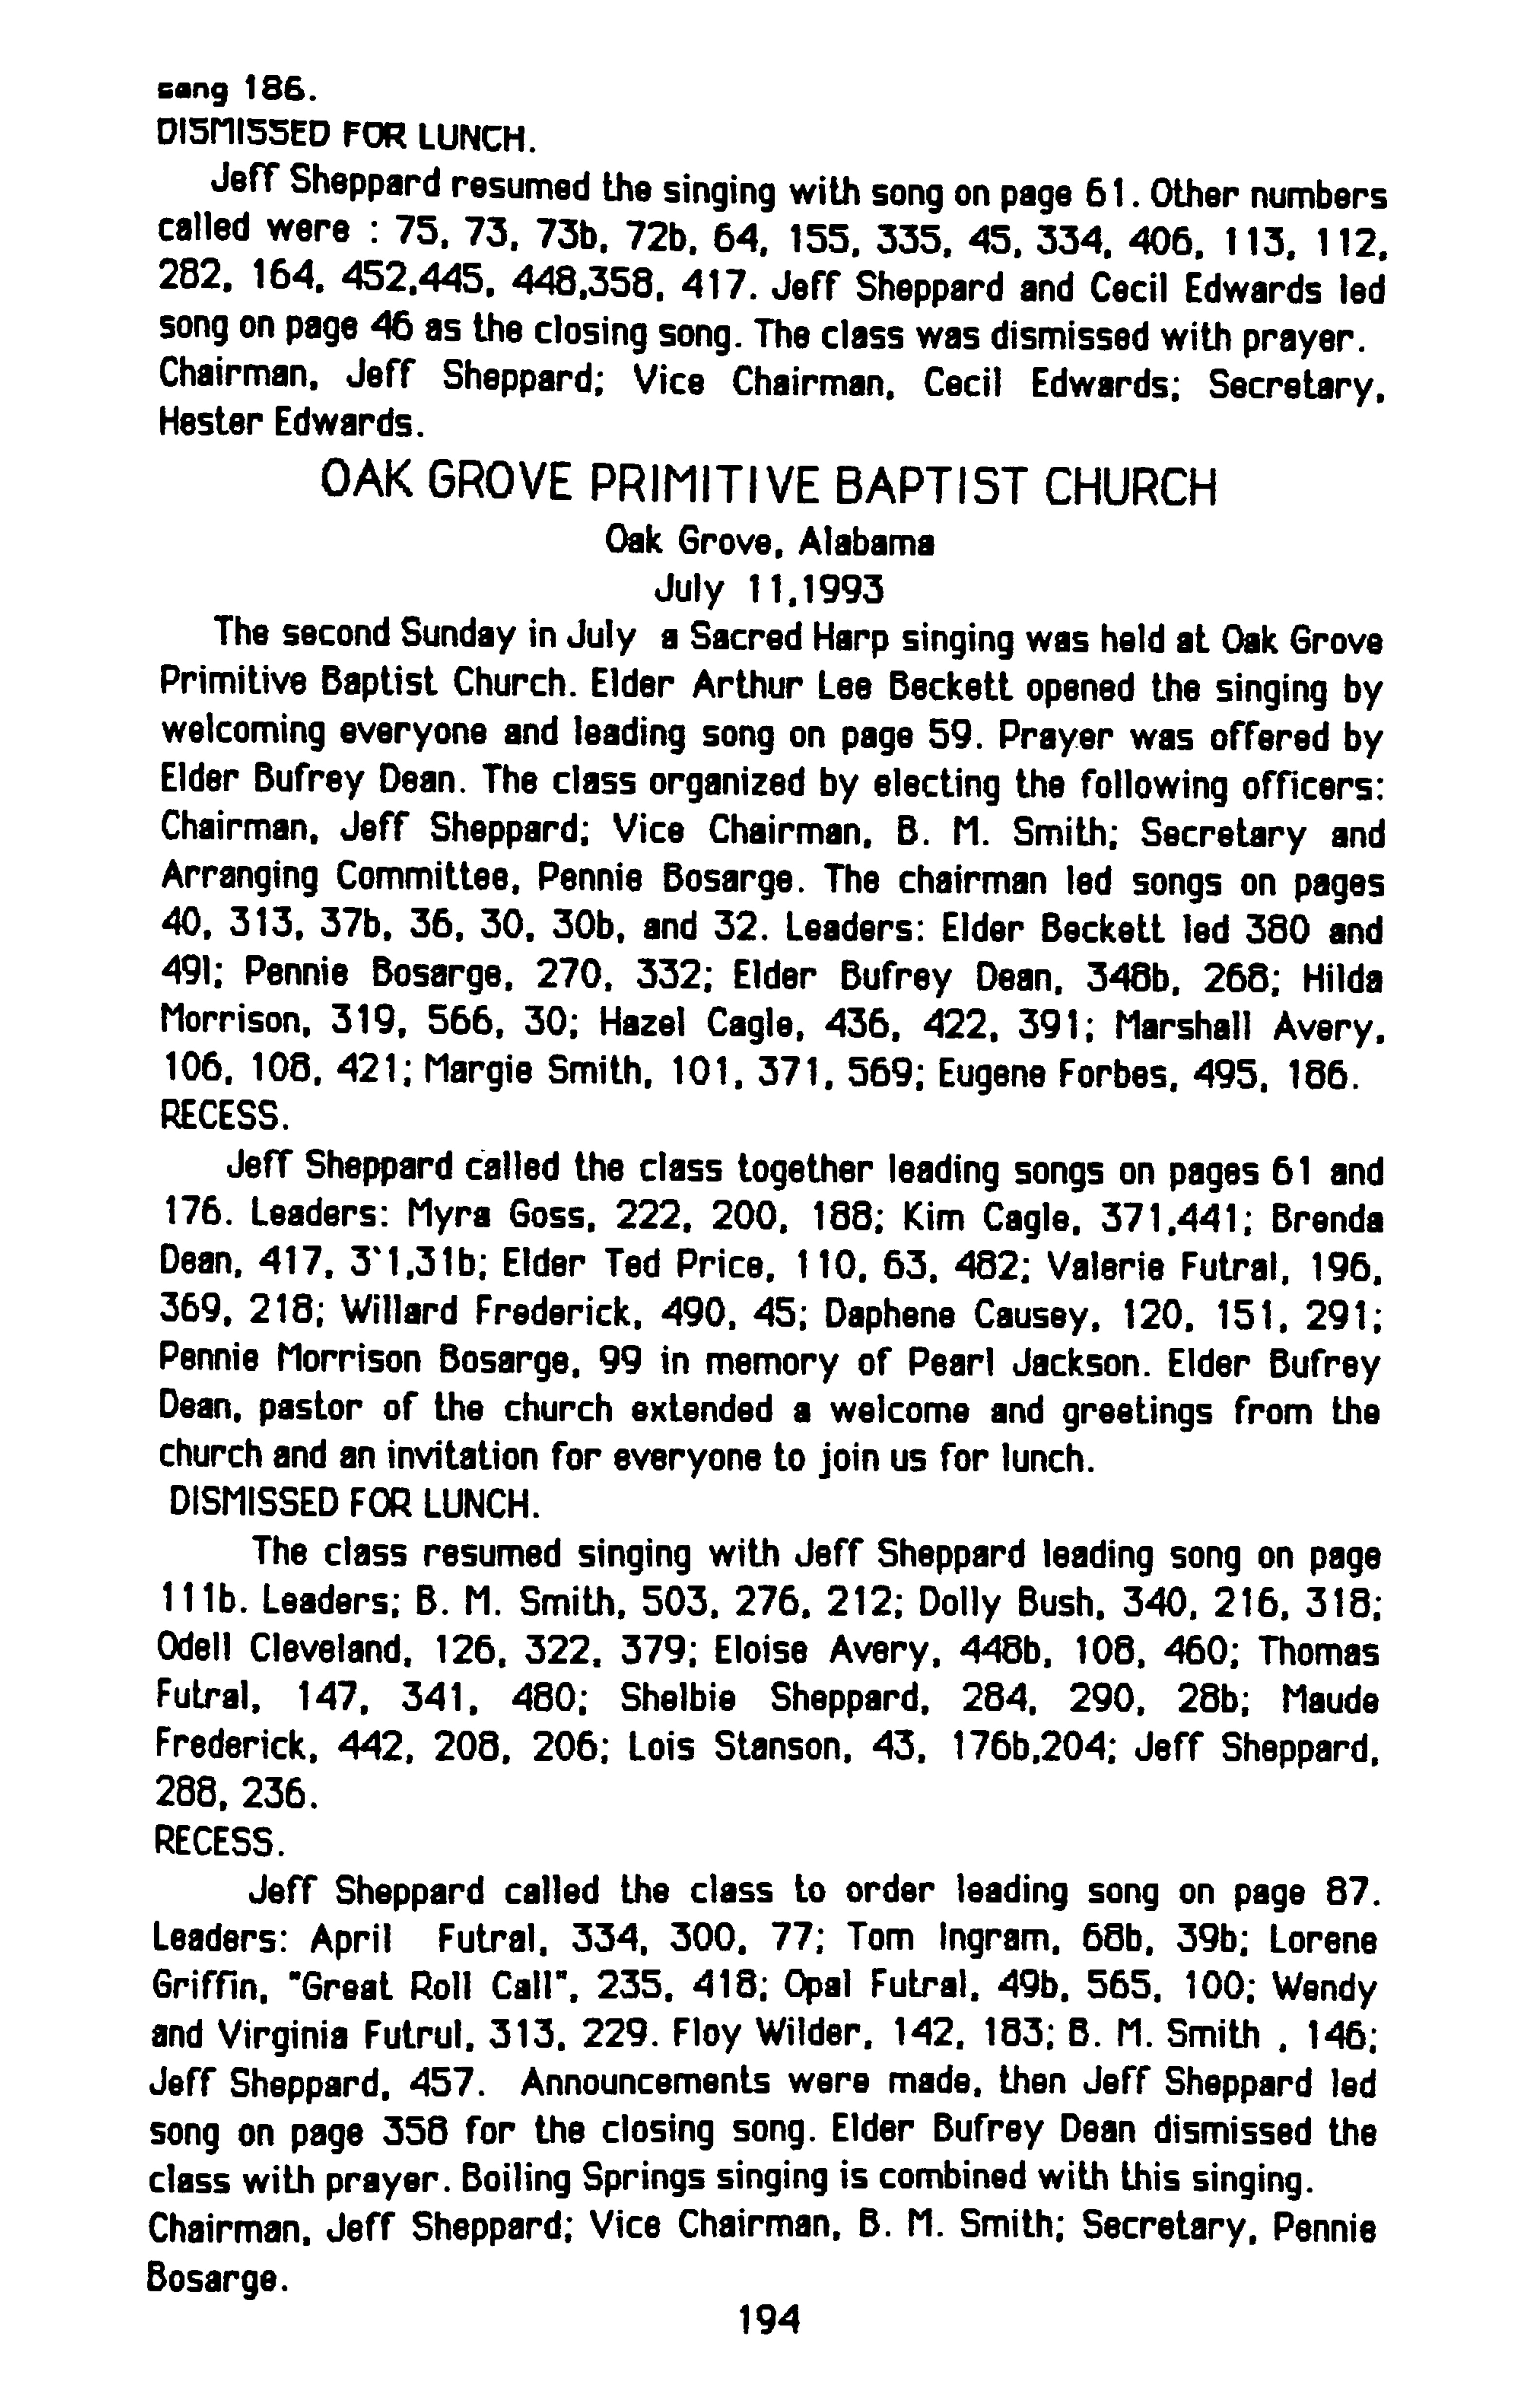 sang 186.
DISMISSED FOR LUNCH.
Jeff Sheppard resumed the singing with song on page 61. Other numbers
called were : 75, 73, 73b, 72b, 64, 155, 335, 45, 334, 406, 113, 112,
282, 164, 452,445, 448,358, 417. Jeff Sheppard and Cecil Edwards led
song on page 46 as the closing song. The class was dismissed with prayer.
Chairman, Jeff Sheppard; Vice Chairman, Cecil Edwards; Secretary,
Hester Edwards.
OAK GROVE PRIMITIVE BAPTIST CHURCH
Oak Grove, Alabama
July 11,1993
The second Sunday in July a Sacred Harp singing was held at Oak Grove
Primitive Baptist Church. Elder Arthur Lee Beckett opened the singing by
welcoming everyone and leading song on page 59. Prayer was offered by
Elder Bufrey Dean. The class organized by electing the following officers:
Chairman, Jeff Sheppard; Vice Chairman, B. M. Smith; Secretary and
Arranging Committee, Pennie Bosarge. The chairman led songs on pages
40, 313, 37b, 36, 30, 30b, and 32. Leaders: Elder Beckett led 380 and
491; Pennie Bosarge, 270, 332; Elder Bufrey Dean, 348b, 268; Hilda
Morrison, 319, 566, 30; Hazel Cagle, 436, 422, 391; Marshall Avery,
106, 108, 421; Margie Smith, 101, 371, 569; Eugene Forbes, 495, 186.
RECESS.
Jeff Sheppard called the class together leading songs on pages 61 and
176. Leaders: Myra Goss, 222, 200, 188; Kim Cagle, 371,441; Brenda
Dean, 417, 3'1,31b; Elder Ted Price, 110, 63, 482; Valerie Futral, 196,
369, 218; Willard Frederick, 490, 45; Daphene Causey, 120, 151, 291;
Pennie Morrison Bosarge, 99 in memory of Pearl Jackson. Elder Bufrey
Dean, pastor of the church extended a welcome and greetings from the
church and an invitation for everyone to join us for lunch.
DISMISSED FOR LUNCH.
The class resumed singing with Jeff Sheppard leading song on page
111b. Leaders; B. M. Smith, 503, 276, 212; Dolly Bush, 340, 216, 318;
Odell Cleveland, 126, 322, 379; Eloise Avery, 448b, 108, 460; Thomas
Futral, 147, 341, 480; Shelbie Sheppard, 284, 290, 28b; Maude
Frederick, 442, 208, 206; Lois Stanson, 43, 176b,204; Jeff Sheppard,
288, 236.
RECESS.
Jeff Sheppard called the class to order leading song on page 87.
Leaders: April Futral, 334, 300, 77; Tom Ingram, 68b, 39b; Lorene
Griffin, "Great Roll Call", 235, 418; Opal Futral, 49b, 565, 100; Wendy
and Virginia Futrul, 313, 229. Floy Wilder, 142, 183; B. M. Smith , 146;
Jeff Sheppard, 457. Announcements were made, then Jeff Sheppard led
song on page 358 for the closing song. Elder Bufrey Dean dismissed the
class with prayer. Boiling Springs singing is combined with this singing.
Chairman, Jeff Sheppard; Vice Chairman, B. M. Smith; Secretary, Pennie
Bosarge.
194